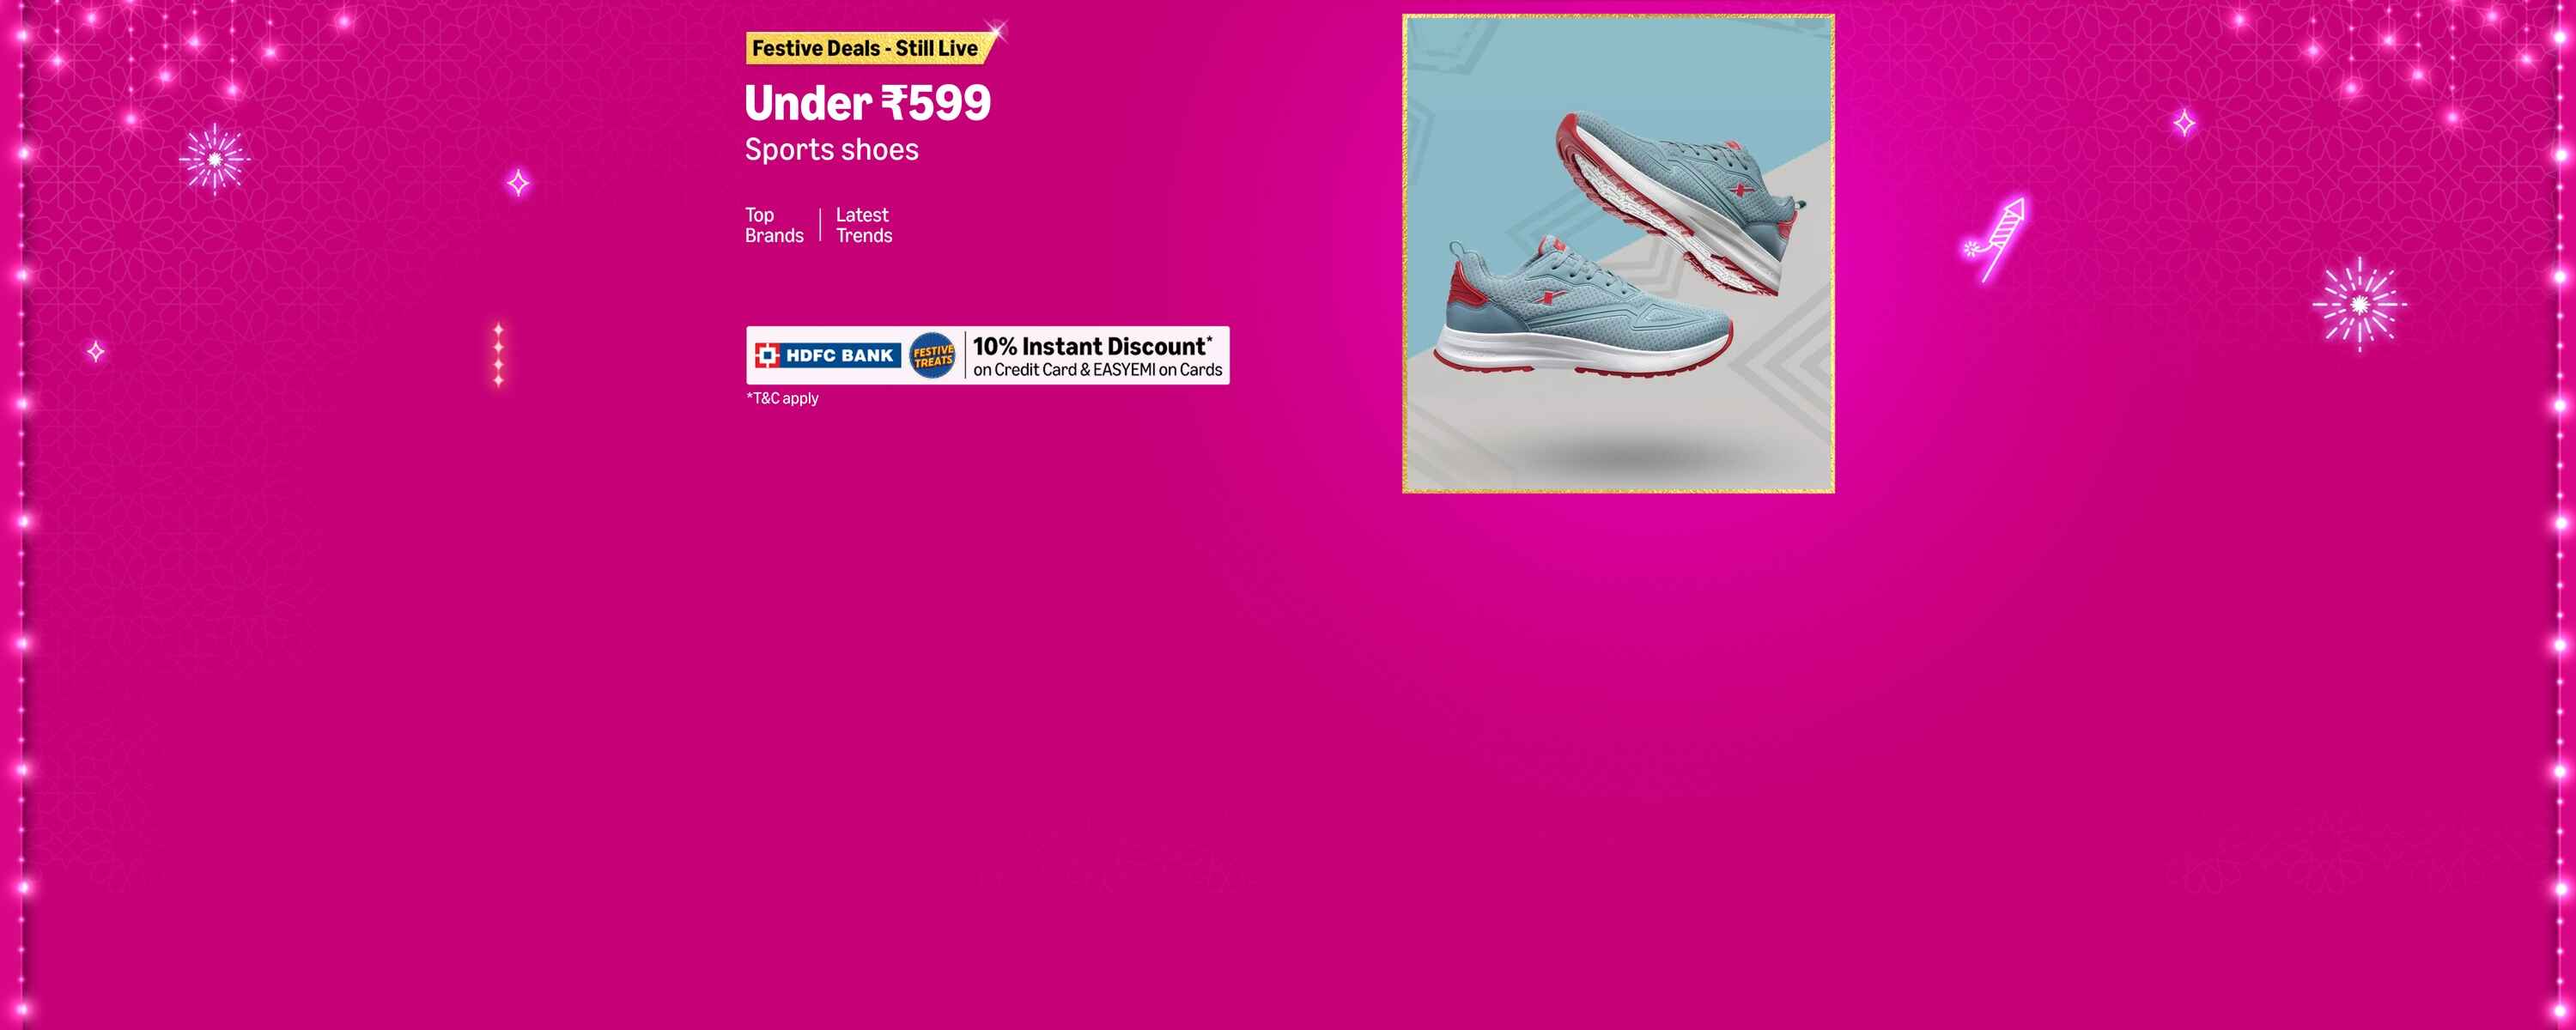 Festive Deals - Still Live
Under ₹599
Sports shoes
Top Brands
Latest Trends
HDFC BANK
FESTIVE TREATS
10% Instant Discount*
on Credit Card & EASYEMI on Cards
*T&C apply